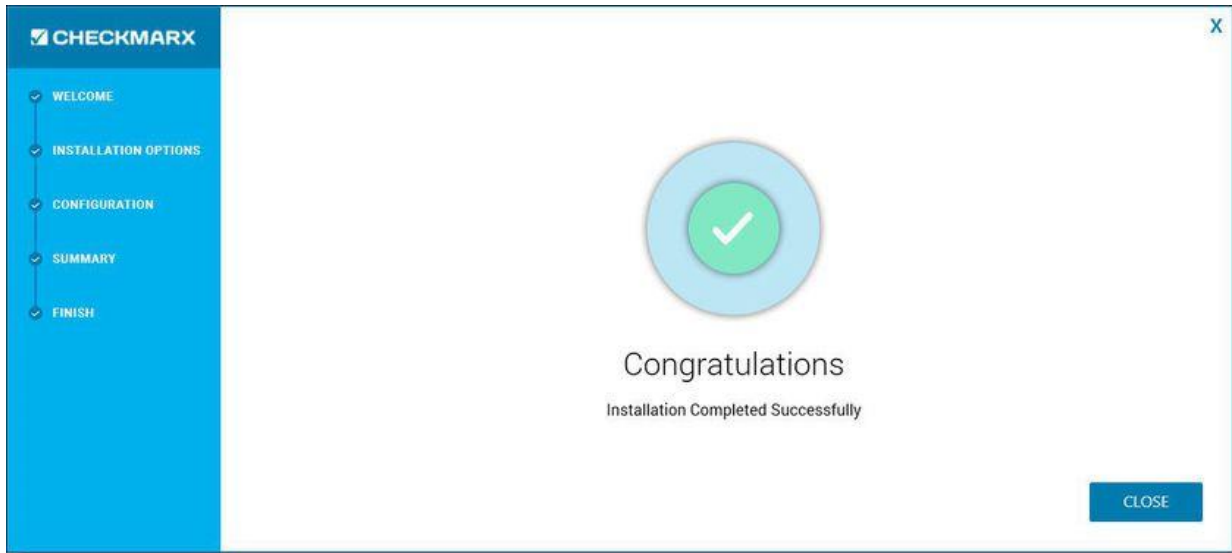 CHECKMARX
X
WELCOME
INSTALLATION OPTIONS
CONFIGURATION
SUMMARY
FINISH
Congratulations
Installation Completed Successfully
CLOSE